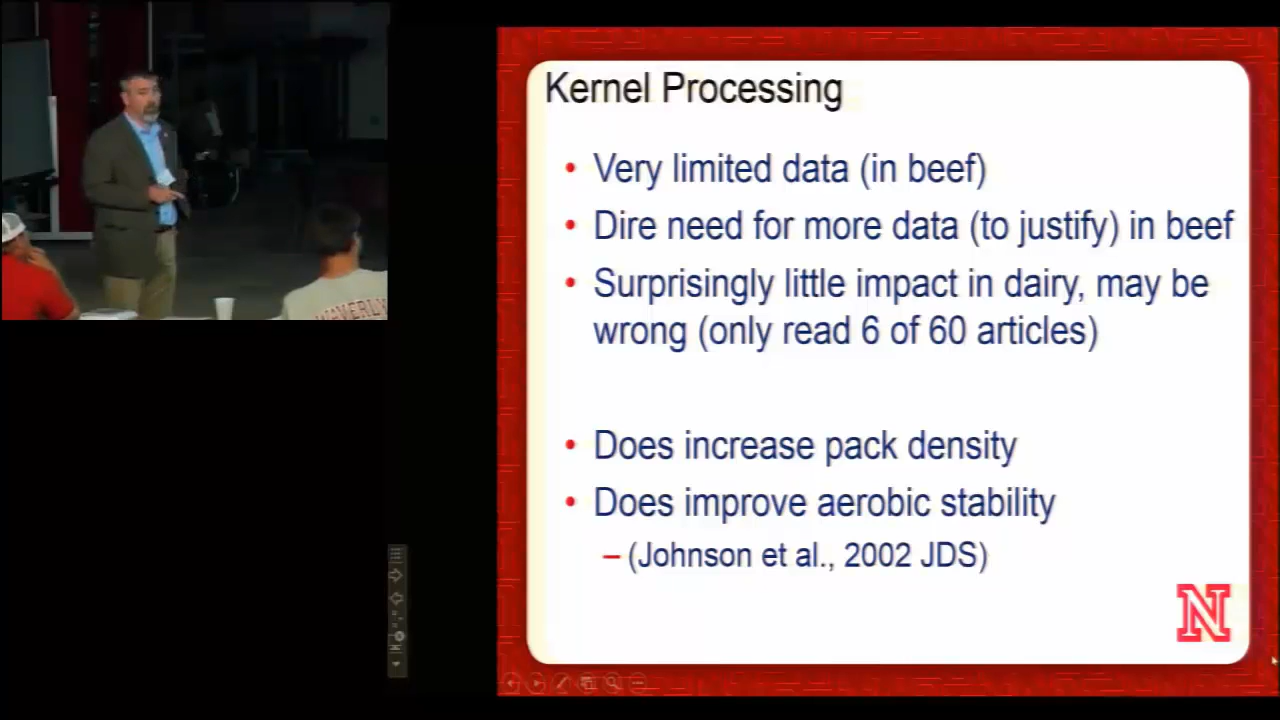 Kernel Processing
• Very limited data (in beef)
• Dire need for more data (to justify) in beef
• Surprisingly little impact in dairy, may be
wrong (only read 6 of 60 articles)
• Does increase pack density
• Does improve aerobic stability
– (Johnson et al., 2002 JDS)
N
WAVERLY